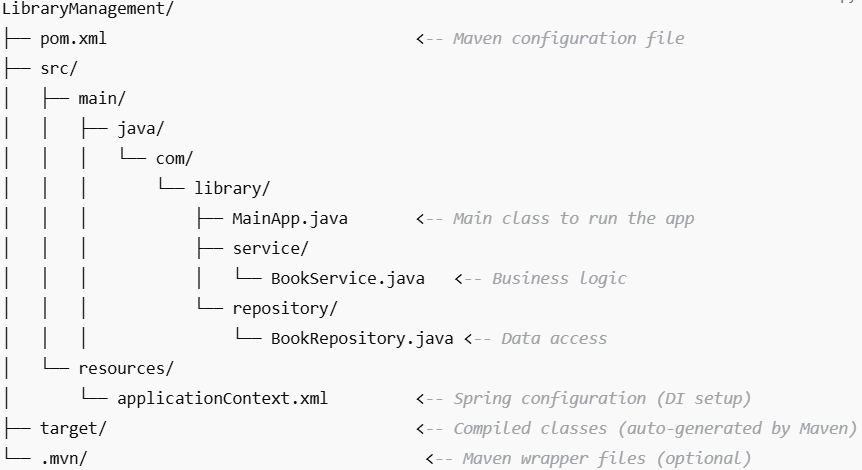 LibraryManagement/
├── pom.xml                          <-- Maven configuration file
├── src/
│   ├── main/
│   │   ├── java/
│   │   │   └── com/
│   │   │       └── library/
│   │   │           ├── MainApp.java       <-- Main class to run the app
│   │   │           ├── service/
│   │   │           │   └── BookService.java   <-- Business logic
│   │   │           └── repository/
│   │   │               └── BookRepository.java <-- Data access
│   └── resources/
│       └── applicationContext.xml         <-- Spring configuration (DI setup)
├── target/                                <-- Compiled classes (auto-generated by Maven)
└── .mvn/                                   <-- Maven wrapper files (optional)